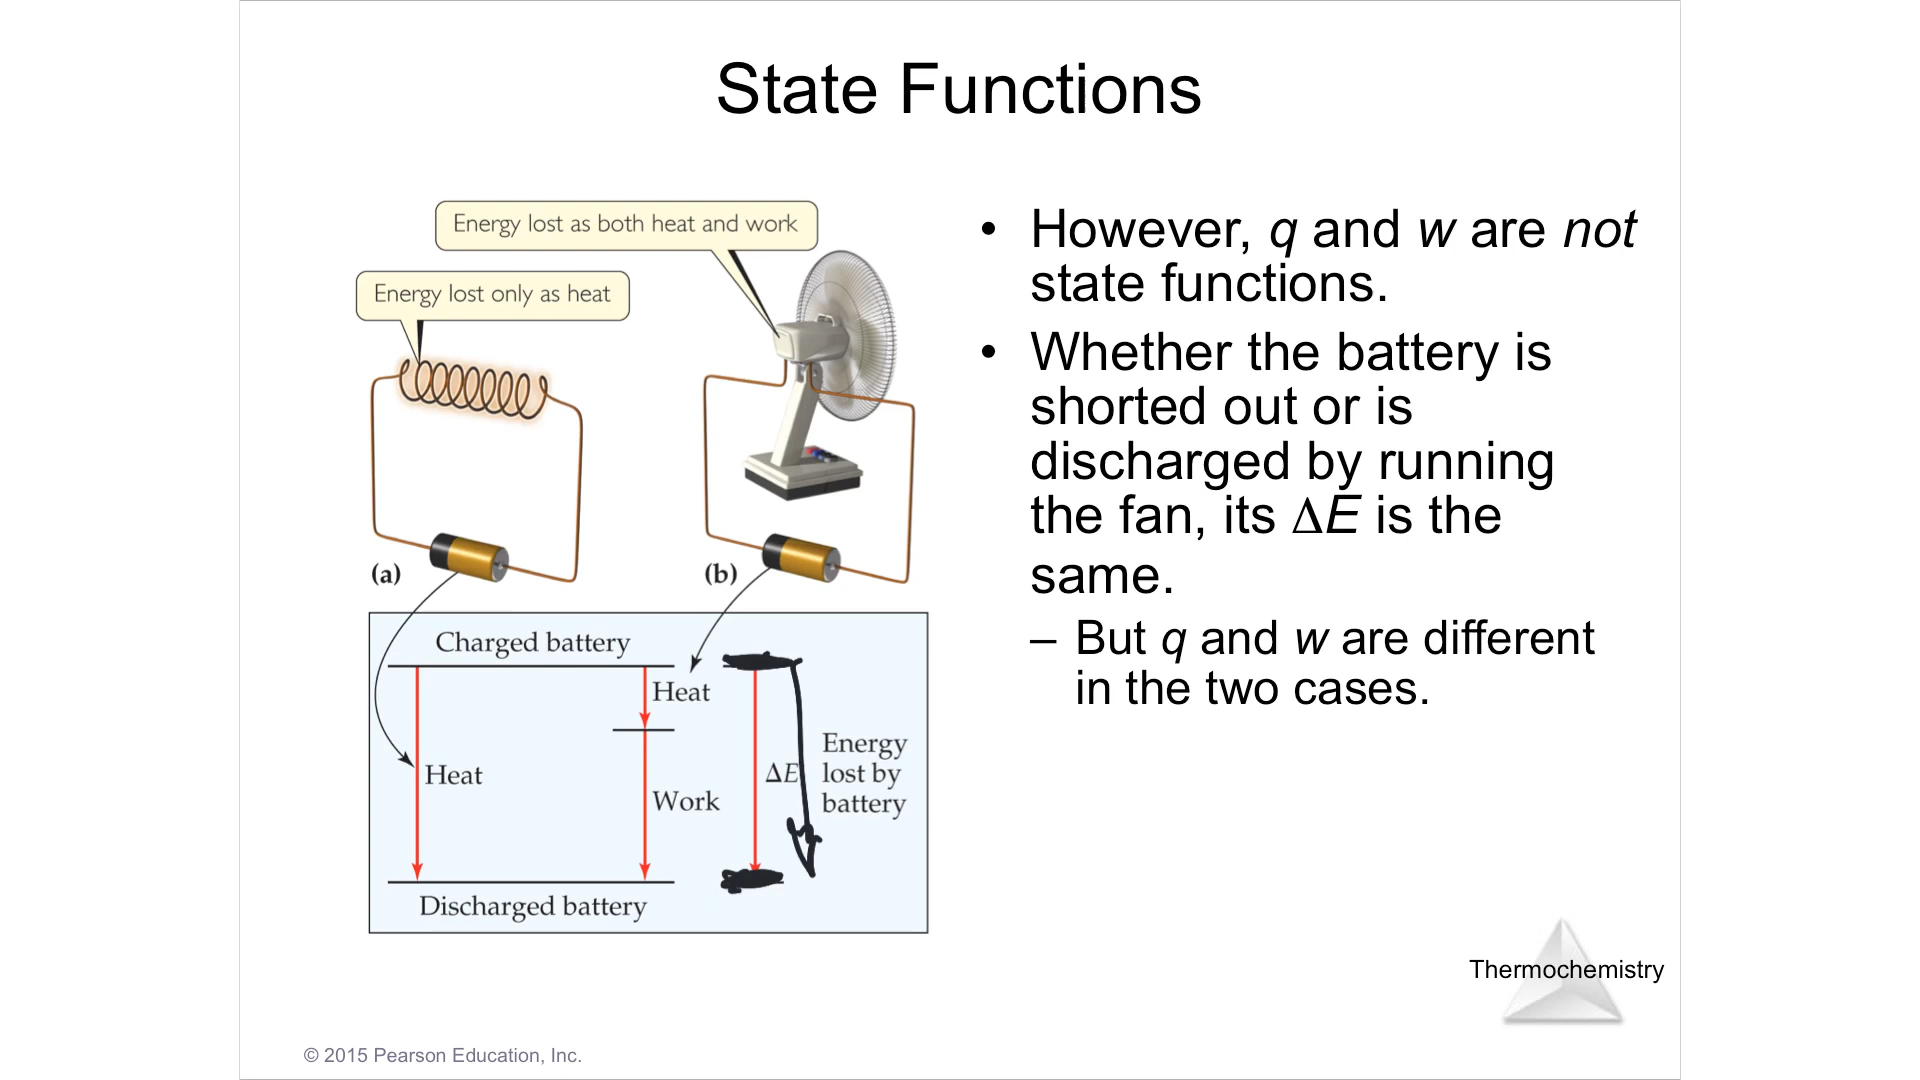 State Functions
Energy lost as both heat and work
Energy lost only as heat
(a)
(b)
Charged battery
Heat
Heat
Work
ΔE
Energy
lost by
battery
Discharged battery
• However, q and w are not
state functions.
• Whether the battery is
shorted out or is
discharged by running
the fan, its ΔE is the
same.
– But q and w are different
in the two cases.
Thermochemistry
© 2015 Pearson Education, Inc.